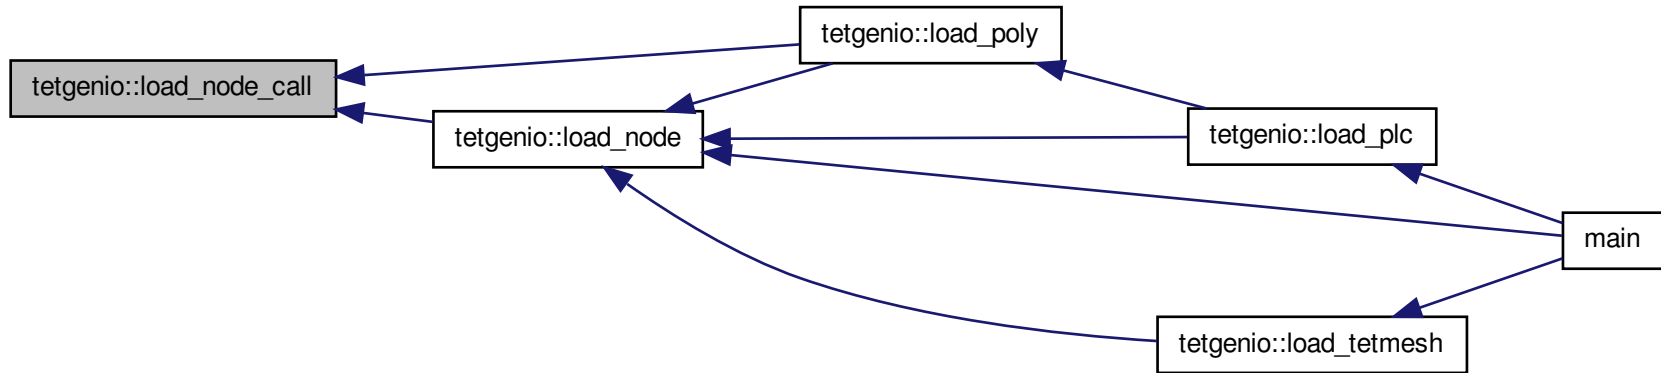 tetgenio::load_poly
tetgenio::load_node_call
tetgenio::load_node
tetgenio::load_plc
main
tetgenio::load_tetmesh